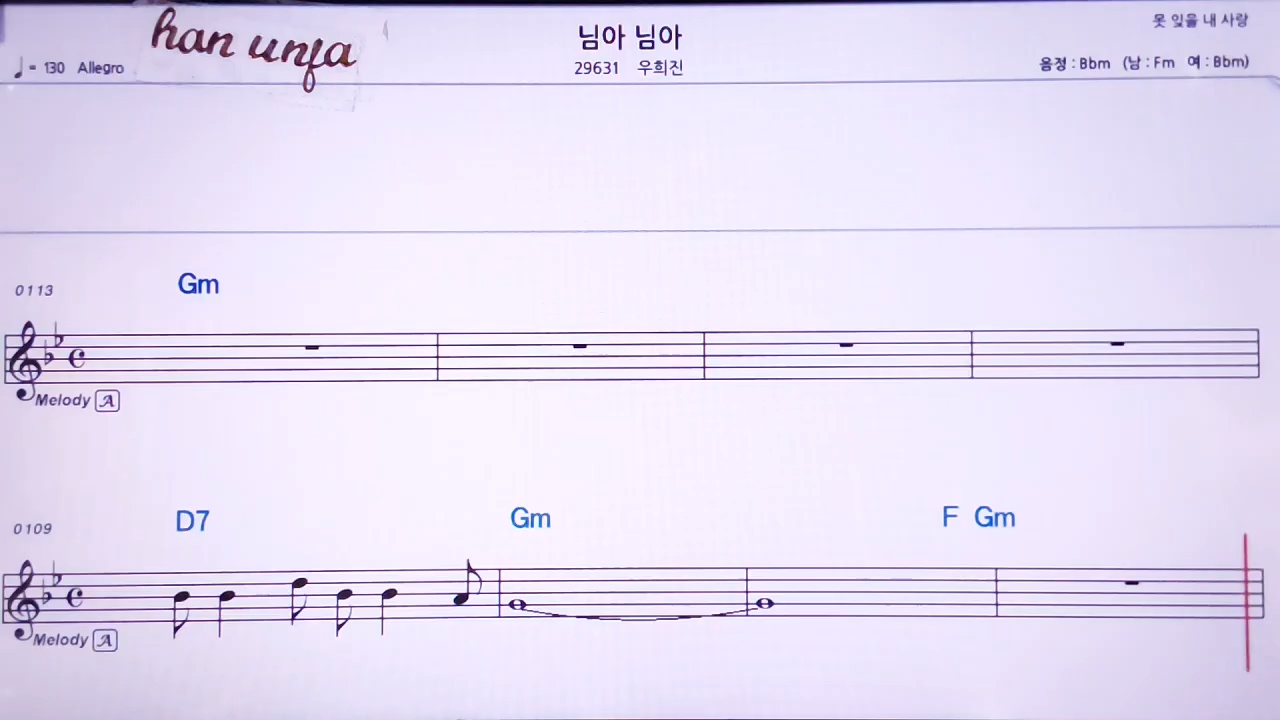 han unfa
님아 님아
못 잊을 내 사랑
= 130 Allegro
29631 우희진
음정 : Bbm (남 : Fm 여 : Bbm)
0113 Gm
Melody A
0109 D7 Gm F Gm
Melody A